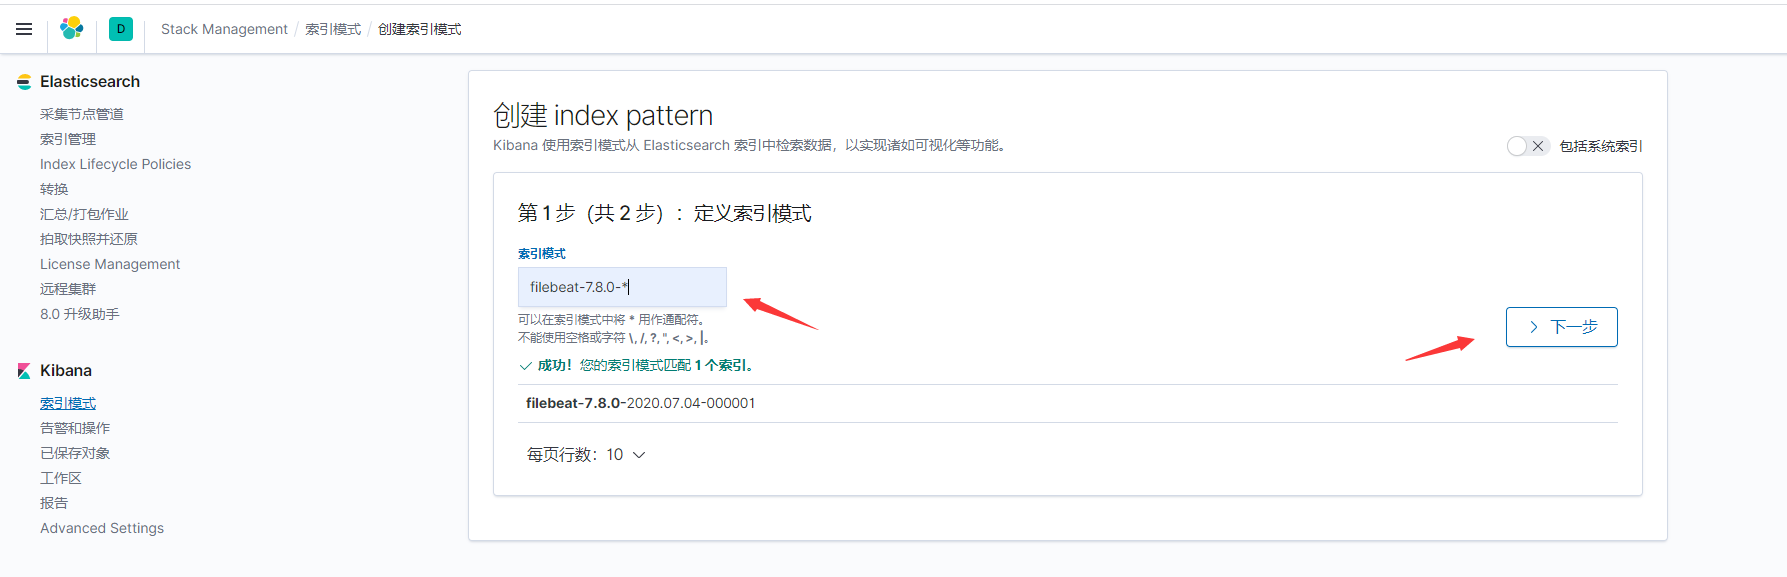 D
Stack Management / 索引模式 / 创建索引模式
Elasticsearch
采集节点管道
索引管理
Index Lifecycle Policies
转换
汇总/打包作业
拍取快照并还原
License Management
远程集群
8.0 升级助手
Kibana
索引模式
告警和操作
已保存对象
工作区
报告
Advanced Settings
创建 index pattern
Kibana 使用索引模式从 Elasticsearch 索引中检索数据，以实现诸如可视化等功能。
包括系统索引
第 1 步（共 2 步）：定义索引模式
索引模式
filebeat-7.8.0-*
可以在索引模式中将 * 用作通配符。
不能使用空格或字符 \, /, ?, ", <, >, |。
成功！您的索引模式匹配 1 个索引。
下一步
filebeat-7.8.0-2020.07.04-000001
每页行数：10